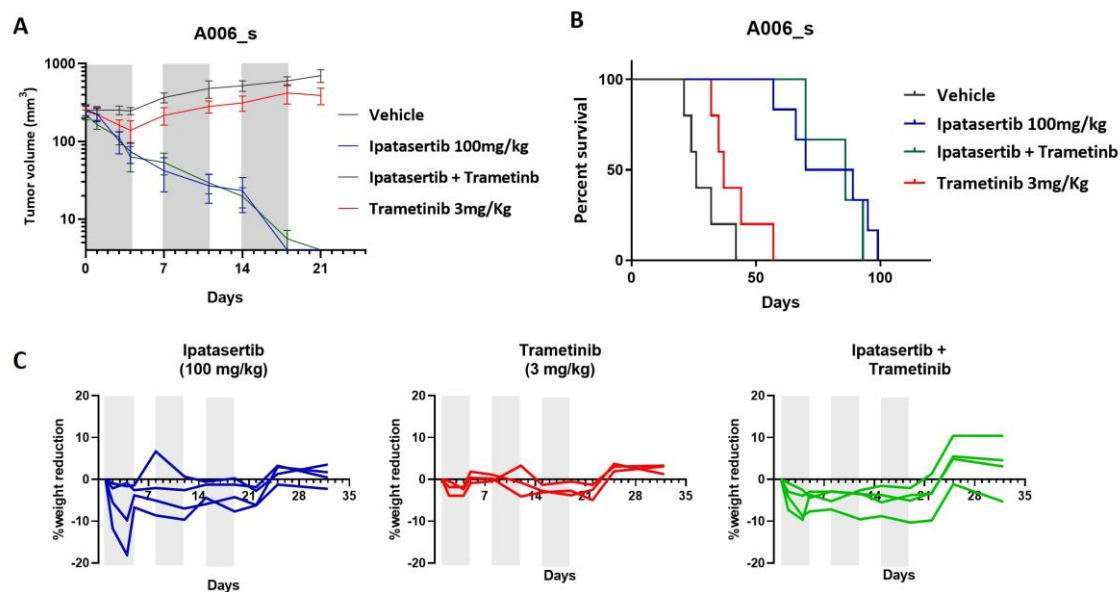 A
A006_s
1000
100
10
Tumor volume (mm³)
0 7 14 21
Days
Vehicle
Ipatasertib 100mg/kg
Ipatasertib + Trametinb
Trametinib 3mg/Kg
B
A006_s
100
50
0
Percent survival
0 50 100
Days
Vehicle
Ipatasertib 100mg/kg
Ipatasertib + Trametinb
Trametinib 3mg/Kg
C
Ipatasertib
(100 mg/kg)
20
10
0
-10
-20
%weight reduction
7 14 21 28 35
Days
Trametinib
(3 mg/kg)
20
10
0
-10
-20
%weight reduction
7 14 21 28 35
Days
Ipatasertib +
Trametinib
20
10
0
-10
-20
%weight reduction
7 14 21 28 35
Days